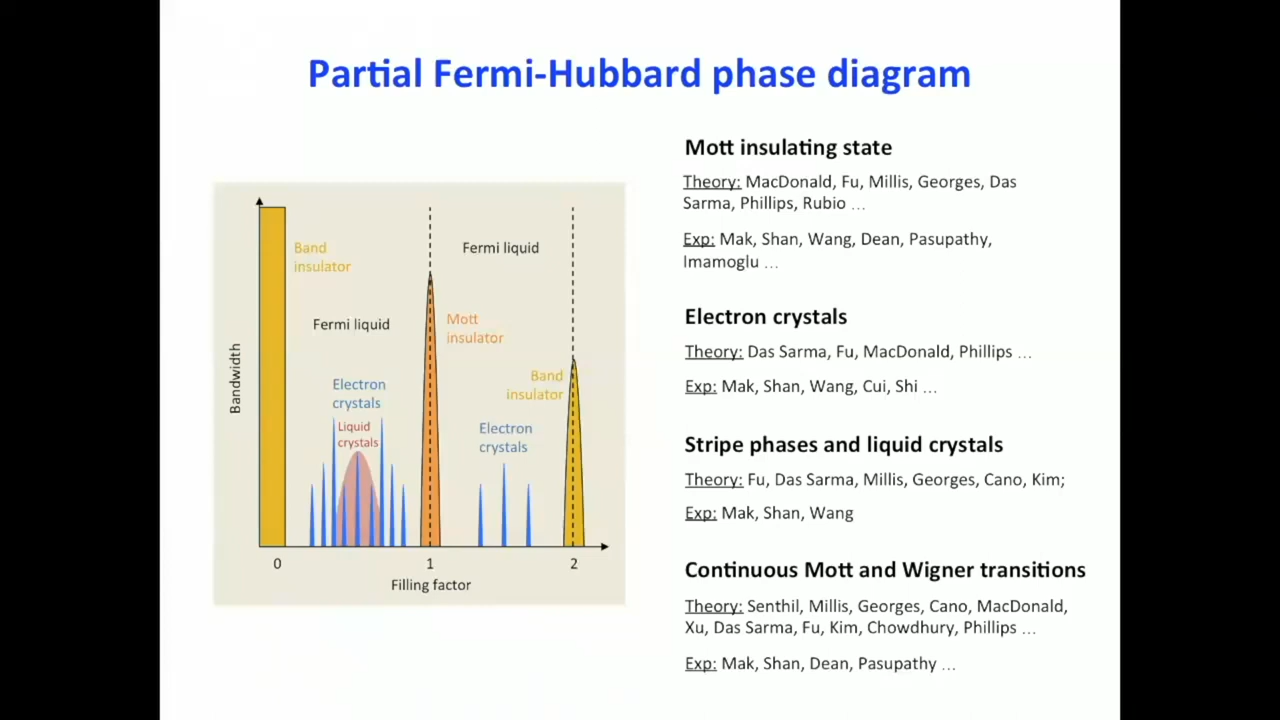 Partial Fermi-Hubbard phase diagram
Band
insulator
Fermi liquid
Fermi liquid
Mott
insulator
Electron
crystals
Liquid
crystals
Band
insulator
Electron
crystals
Bandwidth
0
1
2
Filling factor
Mott insulating state
Theory: MacDonald, Fu, Millis, Georges, Das
Sarma, Phillips, Rubio …
Exp: Mak, Shan, Wang, Dean, Pasupathy,
Imamoglu …
Electron crystals
Theory: Das Sarma, Fu, MacDonald, Phillips …
Exp: Mak, Shan, Wang, Cui, Shi …
Stripe phases and liquid crystals
Theory: Fu, Das Sarma, Millis, Georges, Cano, Kim;
Exp: Mak, Shan, Wang
Continuous Mott and Wigner transitions
Theory: Senthil, Millis, Georges, Cano, MacDonald,
Xu, Das Sarma, Fu, Kim, Chowdhury, Phillips …
Exp: Mak, Shan, Dean, Pasupathy …